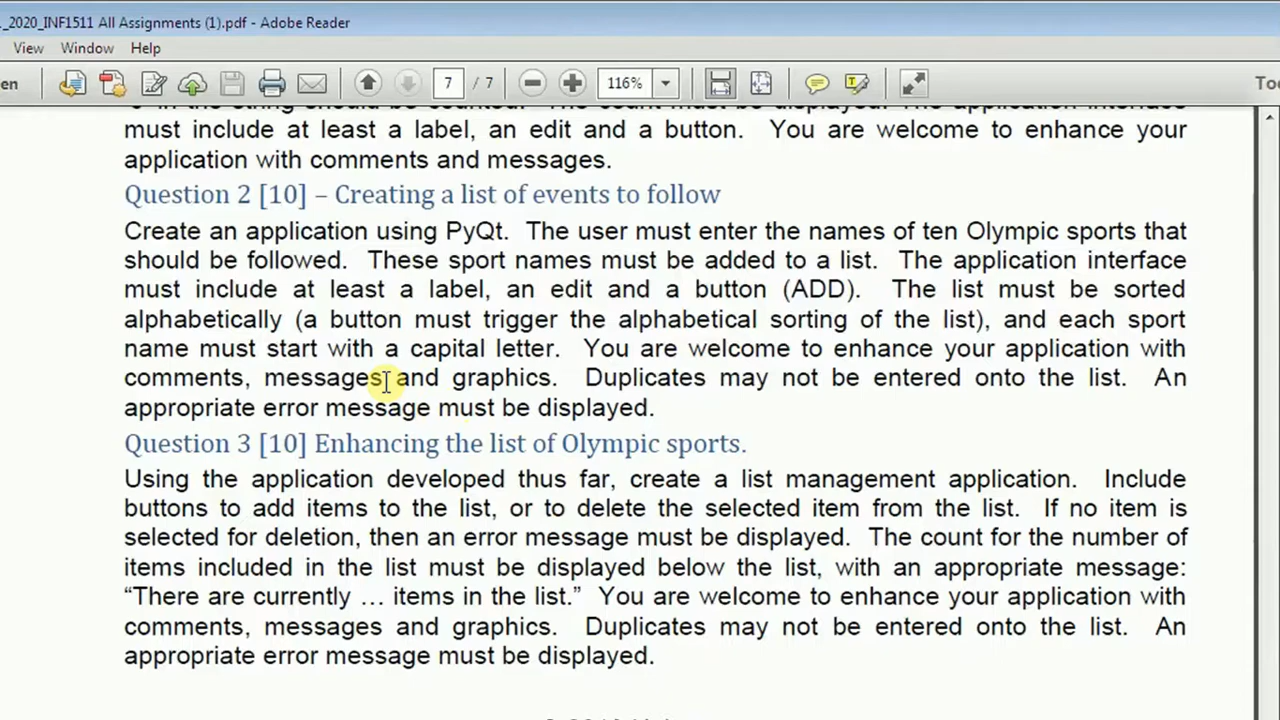 _2020_INF1511 All Assignments (1).pdf - Adobe Reader
View Window Help
en 7 / 7 116% Too
must include at least a label, an edit and a button. You are welcome to enhance your
application with comments and messages.
Question 2 [10] – Creating a list of events to follow
Create an application using PyQt. The user must enter the names of ten Olympic sports that
should be followed. These sport names must be added to a list. The application interface
must include at least a label, an edit and a button (ADD). The list must be sorted
alphabetically (a button must trigger the alphabetical sorting of the list), and each sport
name must start with a capital letter. You are welcome to enhance your application with
comments, messages and graphics. Duplicates may not be entered onto the list. An
appropriate error message must be displayed.
Question 3 [10] Enhancing the list of Olympic sports.
Using the application developed thus far, create a list management application. Include
buttons to add items to the list, or to delete the selected item from the list. If no item is
selected for deletion, then an error message must be displayed. The count for the number of
items included in the list must be displayed below the list, with an appropriate message:
“There are currently … items in the list.” You are welcome to enhance your application with
comments, messages and graphics. Duplicates may not be entered onto the list. An
appropriate error message must be displayed.